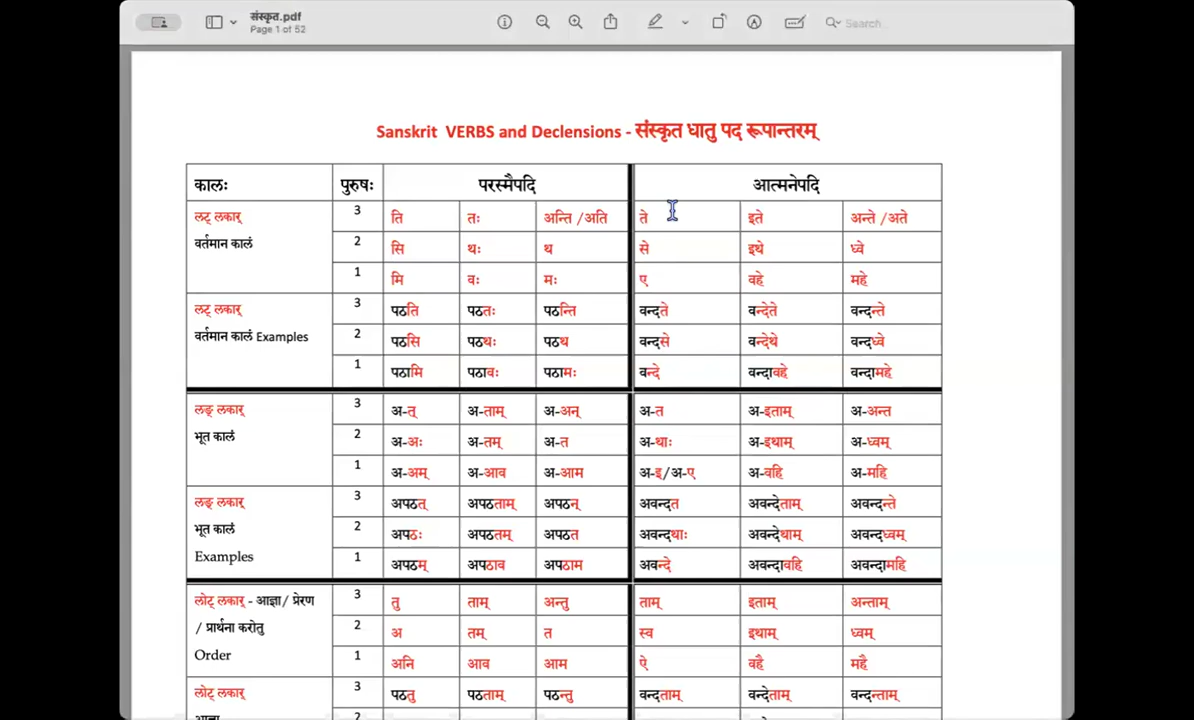 संस्कृत.pdf
Page 1 of 52
Search
Sanskrit VERBS and Declensions - संस्कृत धातु पद रूपान्तरम्
कालः पुरुषः परस्मैपदि आत्मनेपदि
लट् लकार् 3 ति तः अन्ति /अति ते इते अन्ते /अते
वर्तमान कालं 2 सि थः थ से इथे ध्वे
1 मि वः मः ए वहे महे
लट् लकार् 3 पठति पठतः पठन्ति वन्दते वन्देते वन्दन्ते
वर्तमान कालं Examples 2 पठसि पठथः पठथ वन्दसे वन्देथे वन्दध्वे
1 पठामि पठावः पठामः वन्दे वन्दावहे वन्दामहे
लङ् लकार् 3 अ-त् अ-ताम् अ-अन् अ-त अ-इताम् अ-अन्त
भूत कालं 2 अ-अः अ-तम् अ-त अ-थाः अ-इथाम् अ-ध्वम्
1 अ-अम् अ-आव अ-आम अ-इ/अ-ए अ-वहि अ-महि
लङ् लकार् 3 अपठत् अपठताम् अपठन् अवन्दत अवन्देताम् अवन्दन्ते
भूत कालं 2 अपठः अपठतम् अपठत अवन्दथाः अवन्देथाम् अवन्दध्वम्
Examples 1 अपठम् अपठाव अपठाम अवन्दे अवन्दावहि अवन्दामहि
लोट् लकार् - आज्ञा/ प्रेरण 3 तु ताम् अन्तु ताम् इताम् अन्ताम्
/ प्रार्थना करोतु 2 अ तम् त स्व इथाम् ध्वम्
Order 1 अनि आव आम ऐ वहै महै
लोट् लकार् 3 पठतु पठताम् पठन्तु वन्दताम् वन्देताम् वन्दन्ताम्